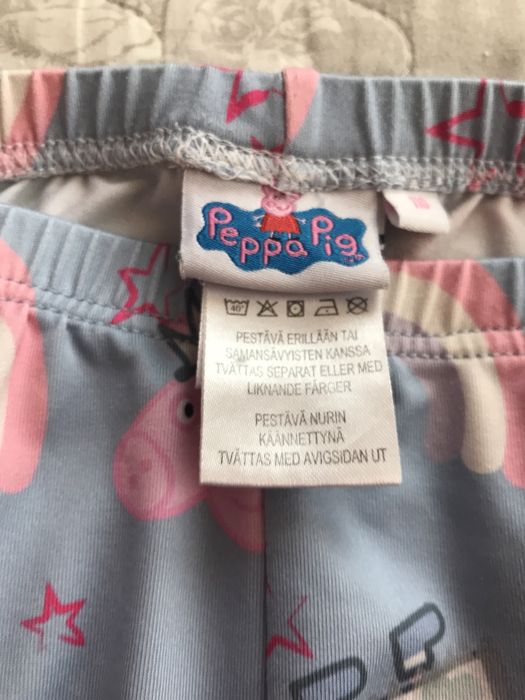 Peppa Pig
40°
PESTÄVÄ ERILLÄÄN TAI
SAMANSÄVYISTEN KANSSA
TVÄTTAS SEPARAT ELLER MED
LIKNANDE FÄRGER
PESTÄVÄ NURIN
KÄÄNNETTYNÄ
TVÄTTAS MED AVIGSIDAN UT